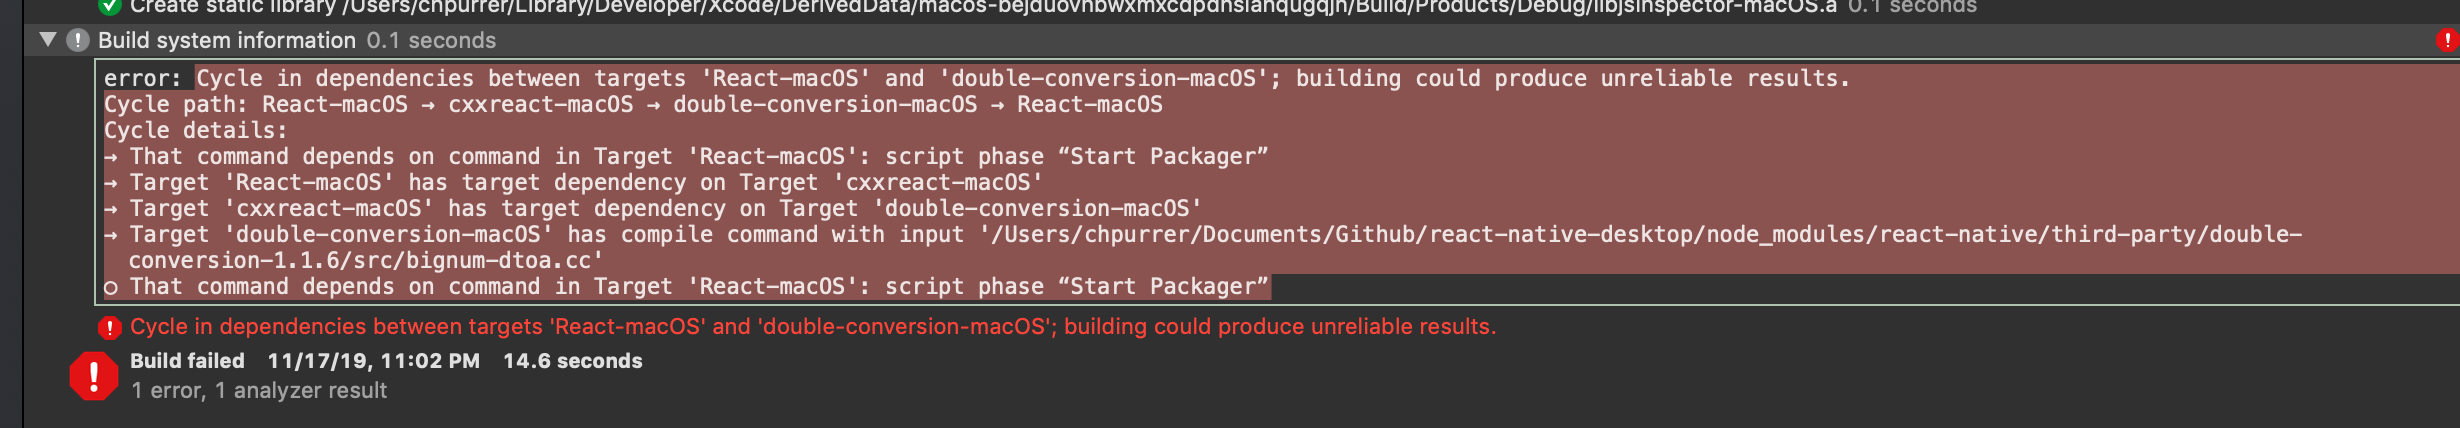 Create static library /Users/chpurrer/Library/Developer/Xcode/DerivedData/macos-bejduovhbwxmxcdpdhslahqugqjh/Build/Products/Debug/libjsinspector-macOS.a 0.1 seconds
Build system information 0.1 seconds
error: Cycle in dependencies between targets 'React-macOS' and 'double-conversion-macOS'; building could produce unreliable results.
Cycle path: React-macOS → cxxreact-macOS → double-conversion-macOS → React-macOS
Cycle details:
→ That command depends on command in Target 'React-macOS': script phase “Start Packager”
→ Target 'React-macOS' has target dependency on Target 'cxxreact-macOS'
→ Target 'cxxreact-macOS' has target dependency on Target 'double-conversion-macOS'
→ Target 'double-conversion-macOS' has compile command with input '/Users/chpurrer/Documents/Github/react-native-desktop/node_modules/react-native/third-party/double-
conversion-1.1.6/src/bignum-dtoa.cc'
○ That command depends on command in Target 'React-macOS': script phase “Start Packager”
Cycle in dependencies between targets 'React-macOS' and 'double-conversion-macOS'; building could produce unreliable results.
Build failed 11/17/19, 11:02 PM 14.6 seconds
1 error, 1 analyzer result